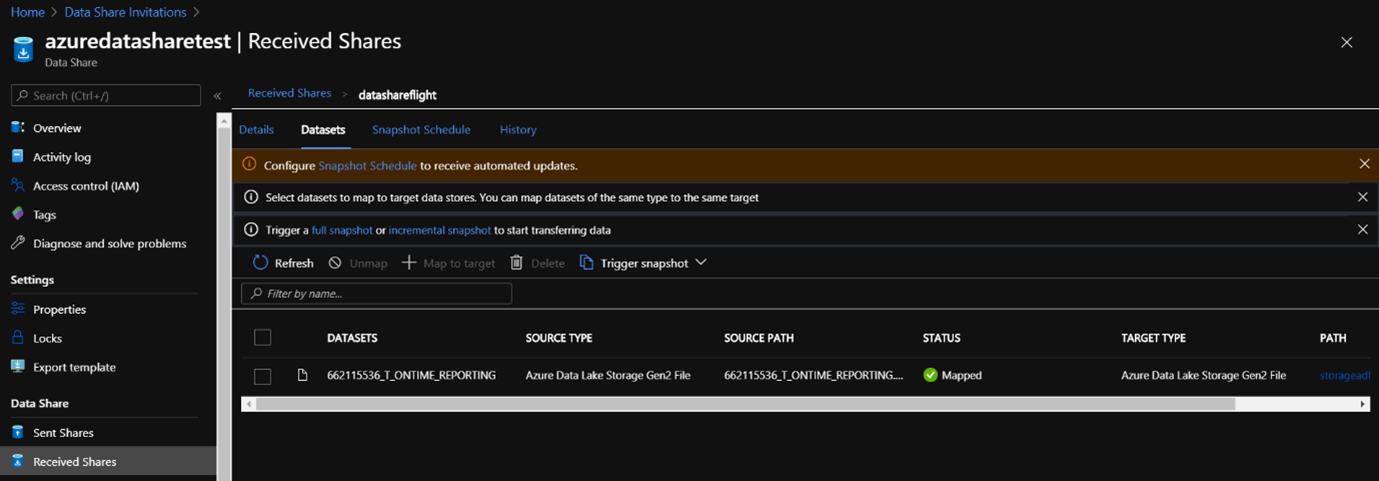 Home > Data Share Invitations >
azuredatasharetest | Received Shares
Data Share
Search (Ctrl+/)
«
Overview
Activity log
Access control (IAM)
Tags
Diagnose and solve problems
Settings
Properties
Locks
Export template
Data Share
Sent Shares
Received Shares
Received Shares > datashareflight
Details Datasets Snapshot Schedule History
Configure Snapshot Schedule to receive automated updates.
Select datasets to map to target data stores. You can map datasets of the same type to the same target
Trigger a full snapshot or incremental snapshot to start transferring data
Refresh Unmap Map to target Delete Trigger snapshot
Filter by name...
DATASETS SOURCE TYPE SOURCE PATH STATUS TARGET TYPE PATH
662115536_T_ONTIME_REPORTING Azure Data Lake Storage Gen2 File 662115536_T_ONTIME_REPORTING.... Mapped Azure Data Lake Storage Gen2 File